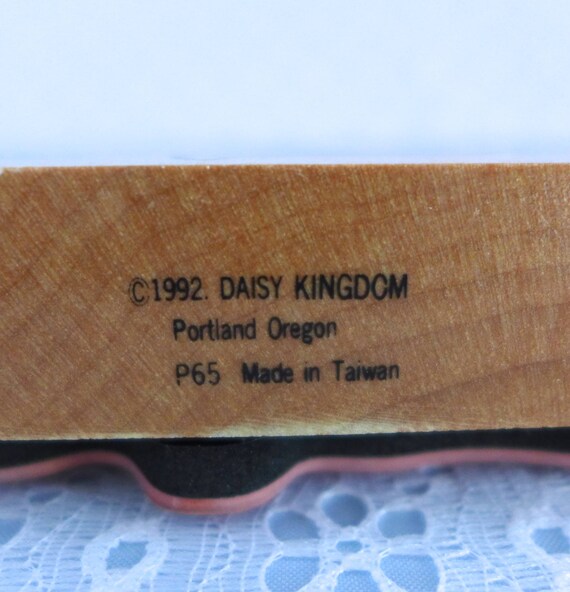 ©1992. DAISY KINGDOM
Portland Oregon
P65 Made in Taiwan